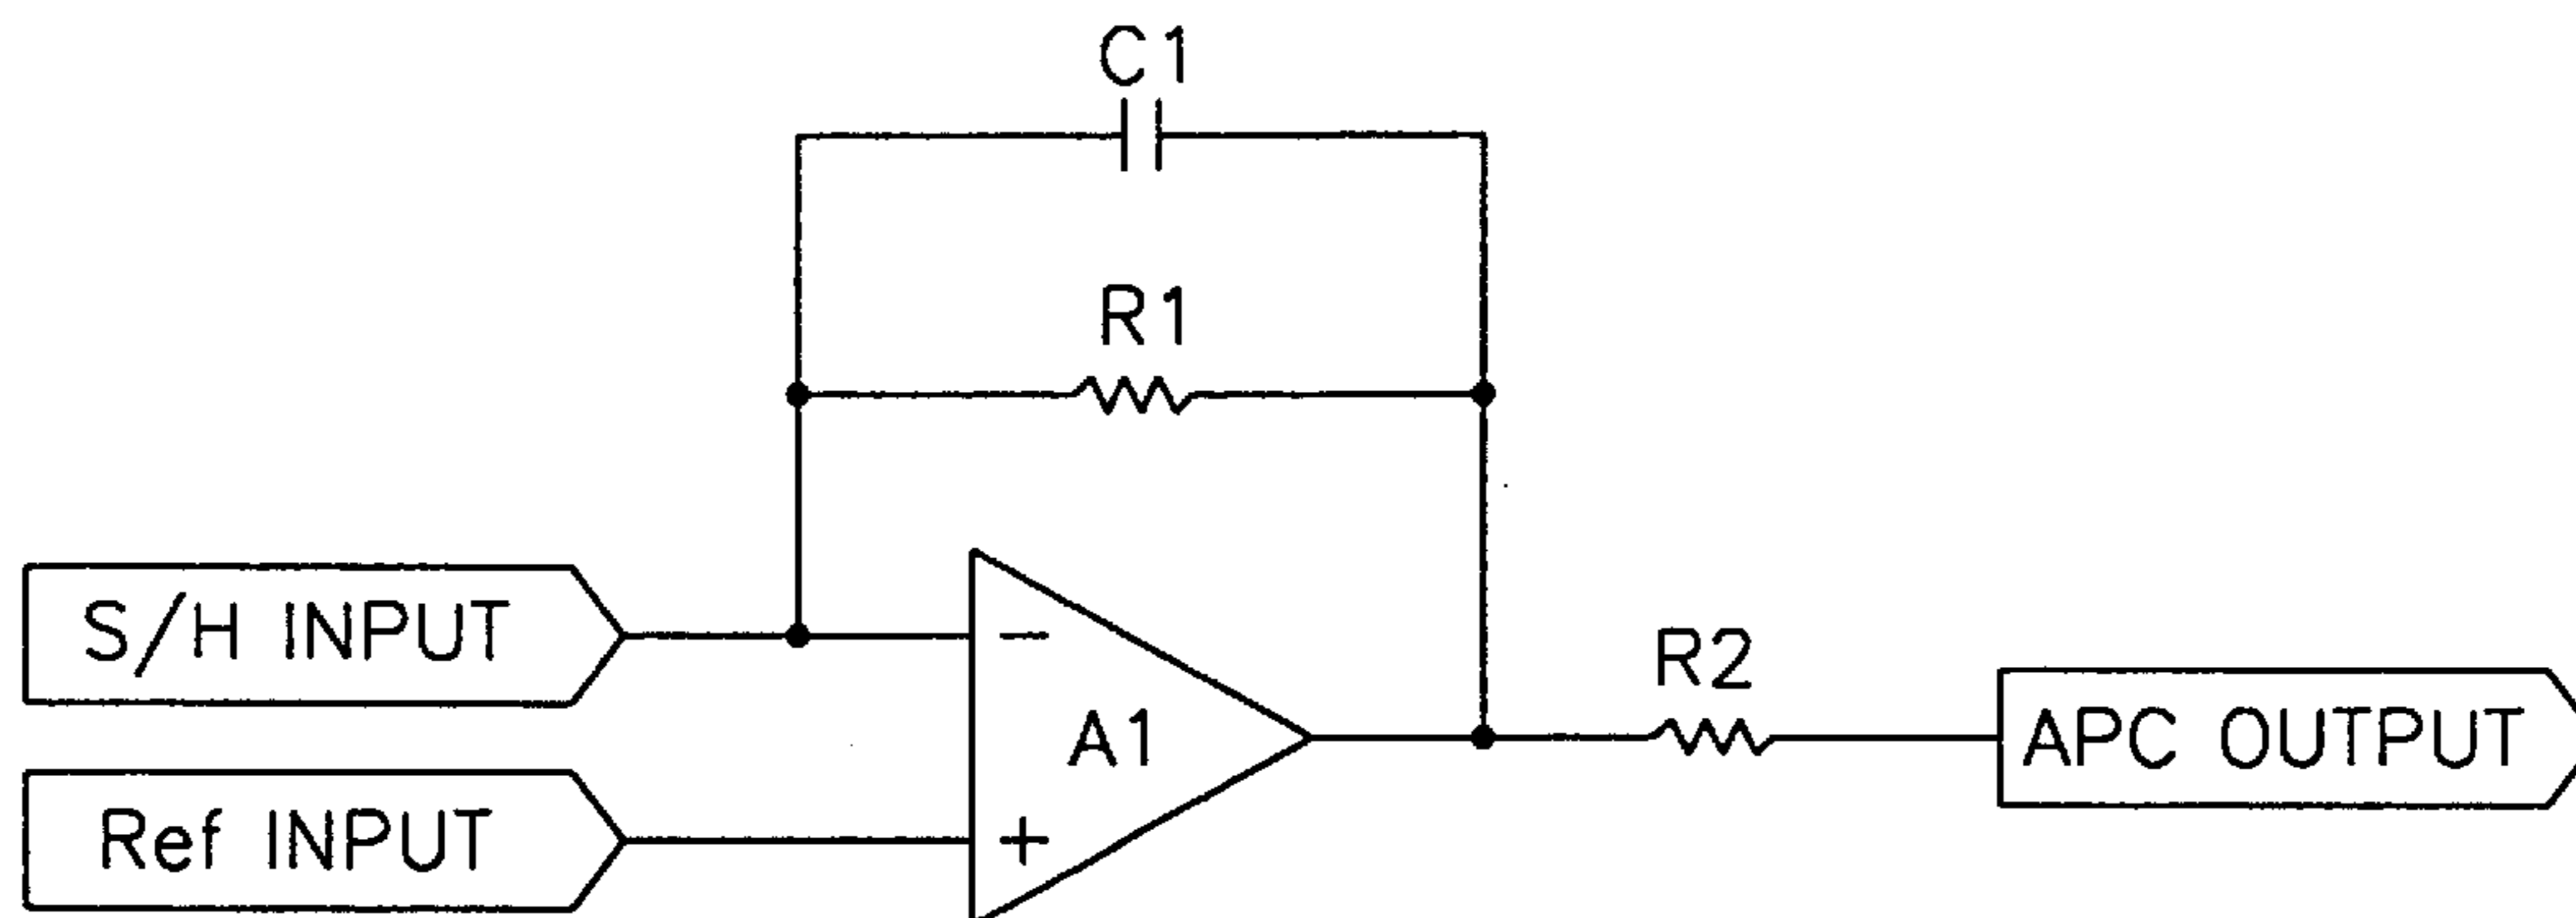 C1
R1
S/H INPUT
-
A1
R2
APC OUTPUT
Ref INPUT
+